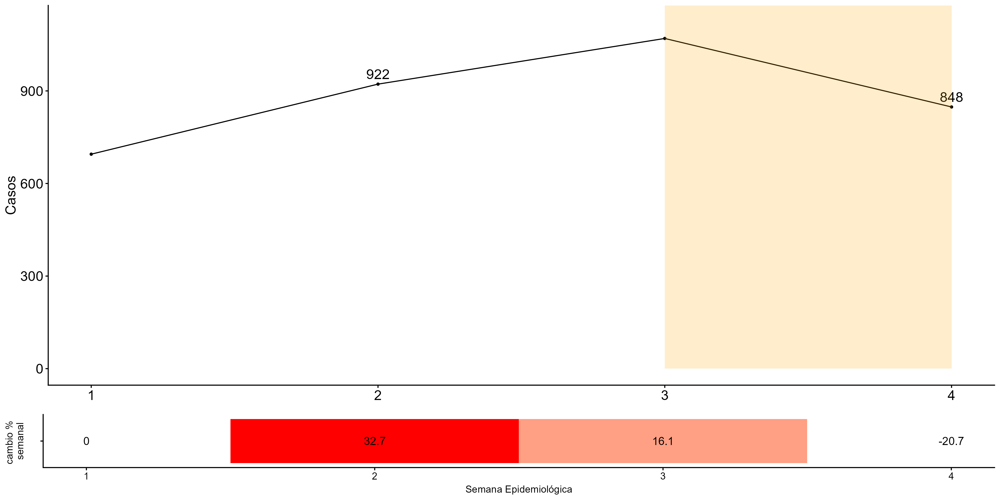 Casos
900
600
300
0
922
848
1 2 3 4
cambio %
semanal
0 32.7 16.1 -20.7
1 2 3 4
Semana Epidemiológica